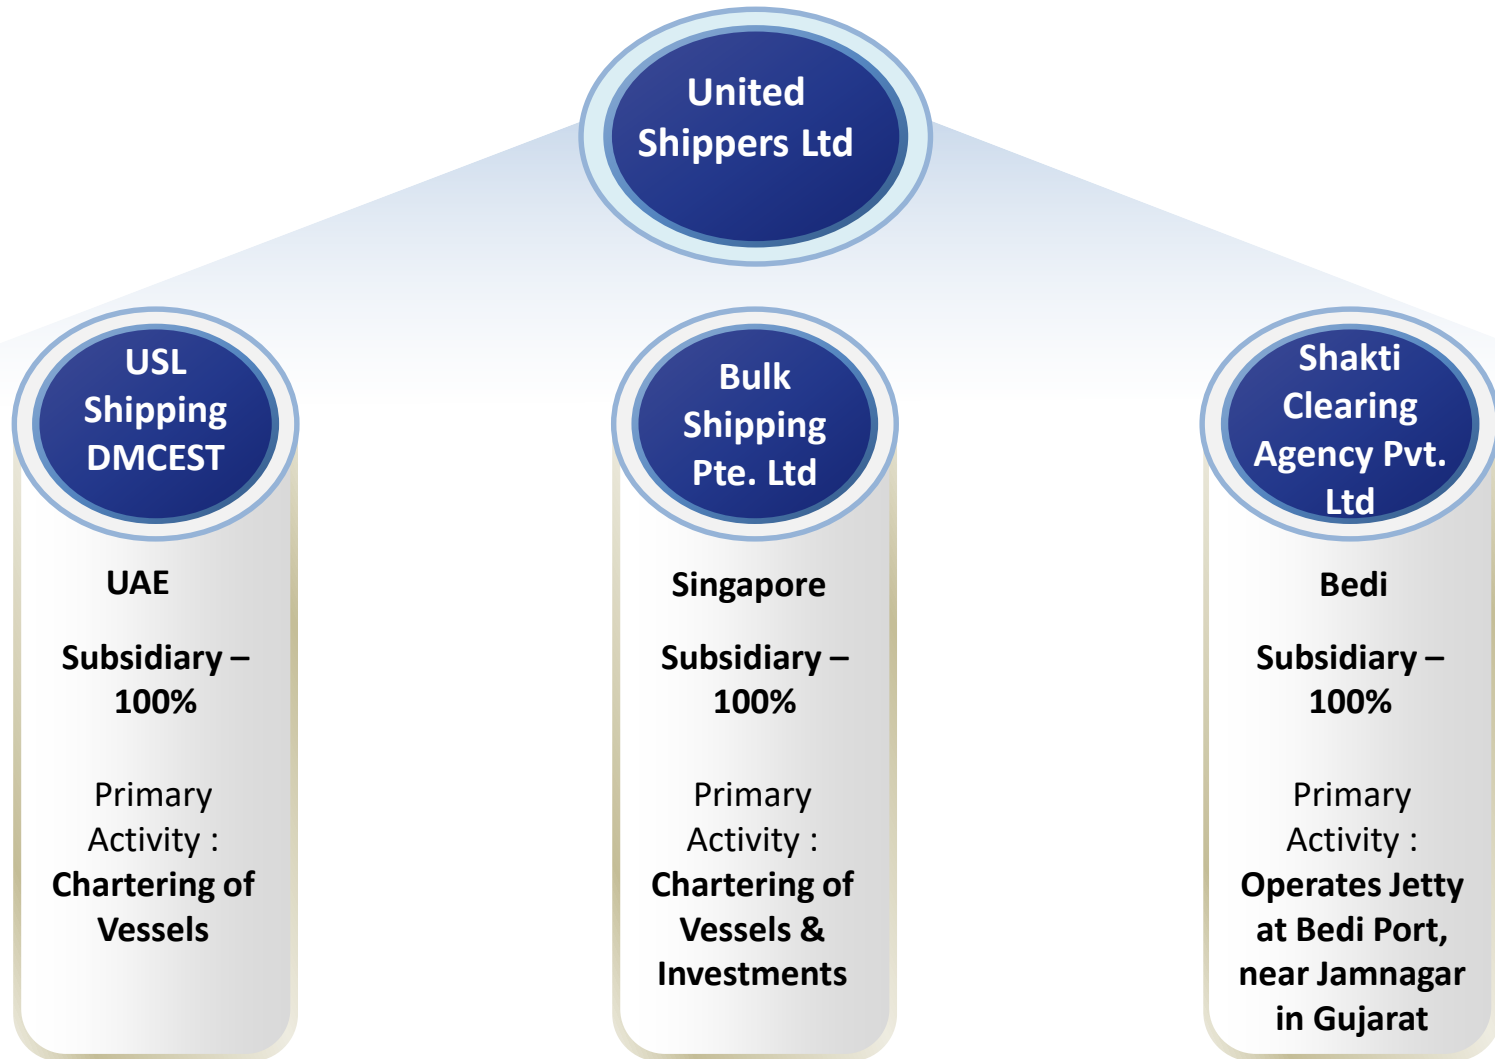 United
Shippers Ltd
USL
Shipping
DMCEST
UAE
Subsidiary –
100%
Primary
Activity :
Chartering of
Vessels
Bulk
Shipping
Pte. Ltd
Singapore
Subsidiary –
100%
Primary
Activity :
Chartering of
Vessels &
Investments
Shakti
Clearing
Agency Pvt.
Ltd
Bedi
Subsidiary –
100%
Primary
Activity :
Operates Jetty
at Bedi Port,
near Jamnagar
in Gujarat